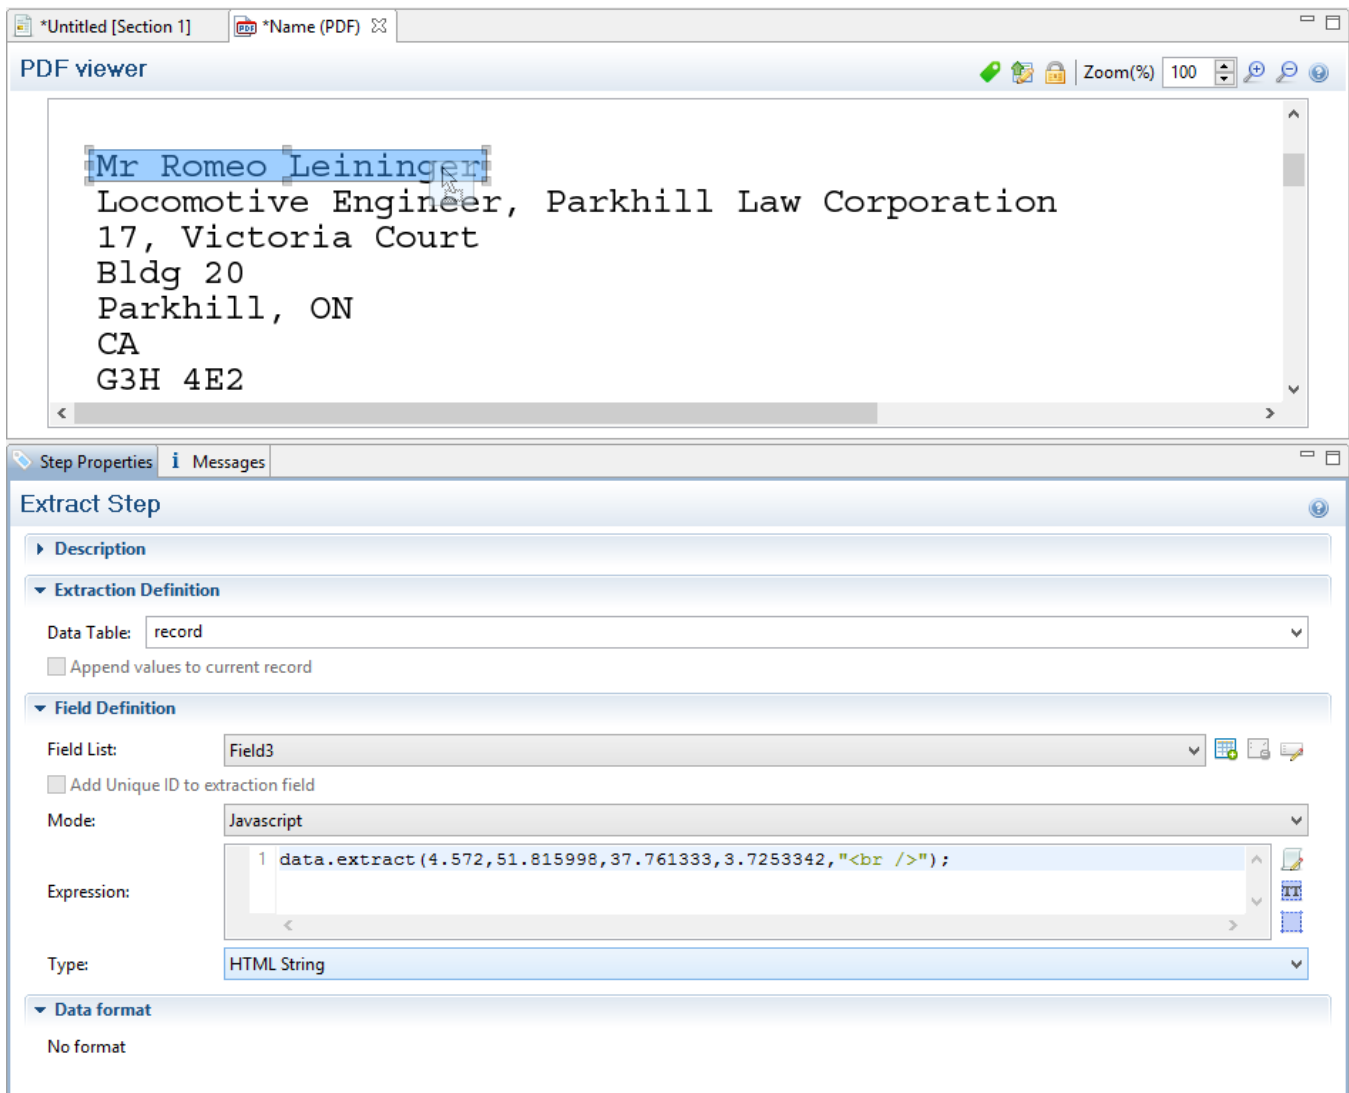 *Untitled [Section 1]
PDF *Name (PDF)
PDF viewer
Zoom(%) 100
Mr Romeo Leininger
Locomotive Engineer, Parkhill Law Corporation
17, Victoria Court
Bldg 20
Parkhill, ON
CA
G3H 4E2
Step Properties
i Messages
Extract Step
Description
Extraction Definition
Data Table: record
Append values to current record
Field Definition
Field List: Field3
Add Unique ID to extraction field
Mode: Javascript
Expression: 1 data.extract(4.572,51.815998,37.761333,3.7253342,"<br />");
TT
Type: HTML String
Data format
No format